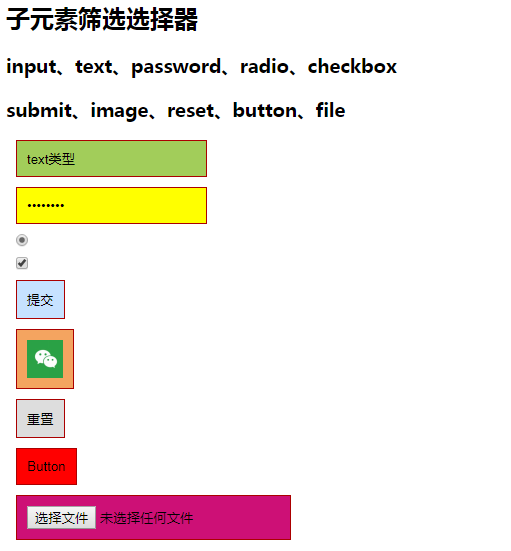 子元素筛选选择器
input、text、password、radio、checkbox
submit、image、reset、button、file
text类型
••••••••
提交
重置
Button
选择文件 未选择任何文件